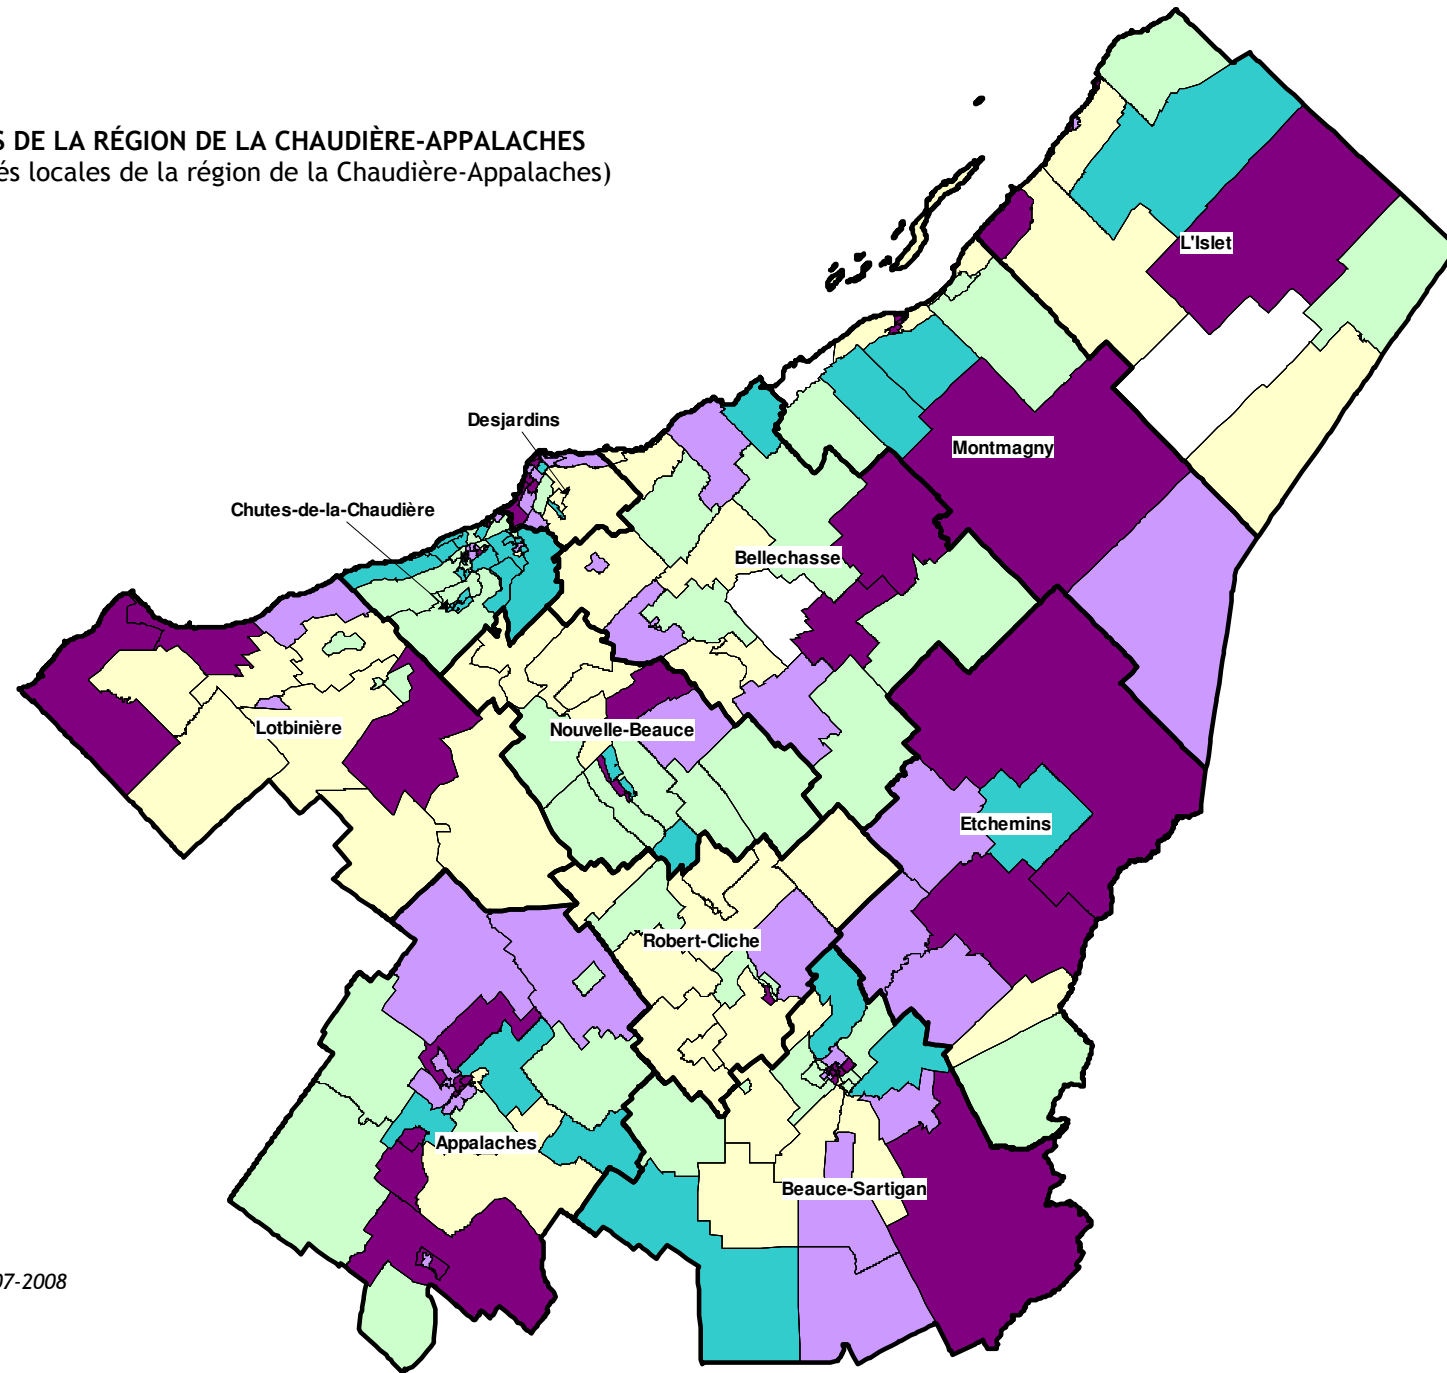 S DE LA RÉGION DE LA CHAUDIÈRE-APPALACHES
és locales de la région de la Chaudière-Appalaches)
L'Islet
Desjardins
Montmagny
Chutes-de-la-Chaudière
Bellechasse
Lotbinière
Nouvelle-Beauce
Etchemins
Robert-Cliche
Appalaches
Beauce-Sartigan
07-2008